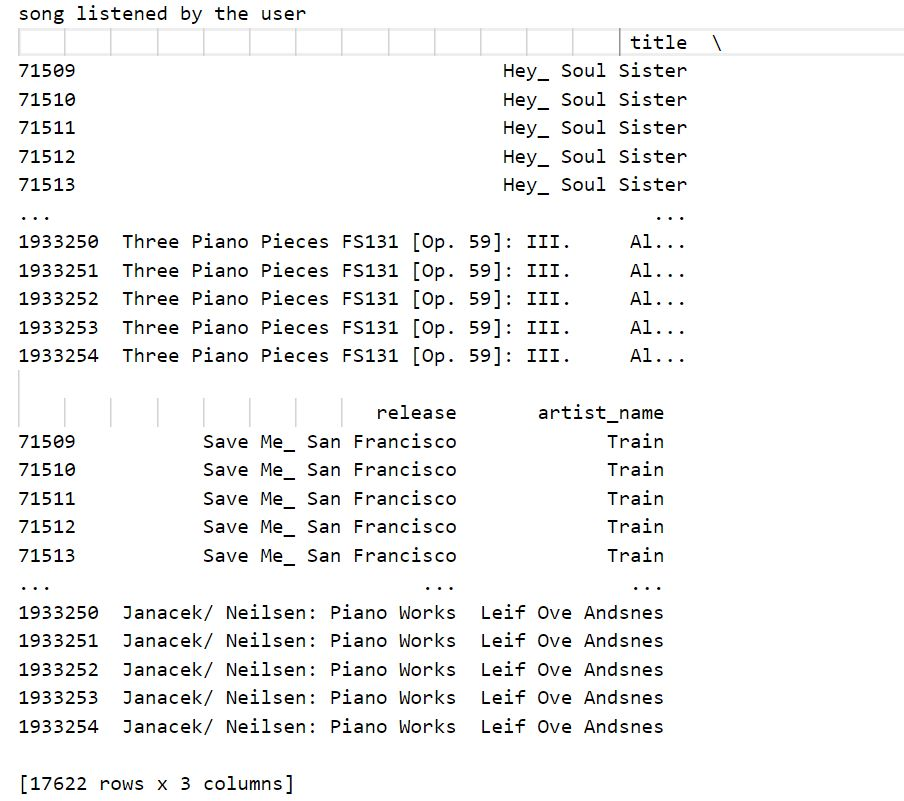 song listened by the user
title \
71509 Hey_ Soul Sister
71510 Hey_ Soul Sister
71511 Hey_ Soul Sister
71512 Hey_ Soul Sister
71513 Hey_ Soul Sister
... ...
1933250 Three Piano Pieces FS131 [Op. 59]: III. Al...
1933251 Three Piano Pieces FS131 [Op. 59]: III. Al...
1933252 Three Piano Pieces FS131 [Op. 59]: III. Al...
1933253 Three Piano Pieces FS131 [Op. 59]: III. Al...
1933254 Three Piano Pieces FS131 [Op. 59]: III. Al...
release artist_name
71509 Save Me_ San Francisco Train
71510 Save Me_ San Francisco Train
71511 Save Me_ San Francisco Train
71512 Save Me_ San Francisco Train
71513 Save Me_ San Francisco Train
... ... ...
1933250 Janacek/ Neilsen: Piano Works Leif Ove Andsnes
1933251 Janacek/ Neilsen: Piano Works Leif Ove Andsnes
1933252 Janacek/ Neilsen: Piano Works Leif Ove Andsnes
1933253 Janacek/ Neilsen: Piano Works Leif Ove Andsnes
1933254 Janacek/ Neilsen: Piano Works Leif Ove Andsnes
[17622 rows x 3 columns]